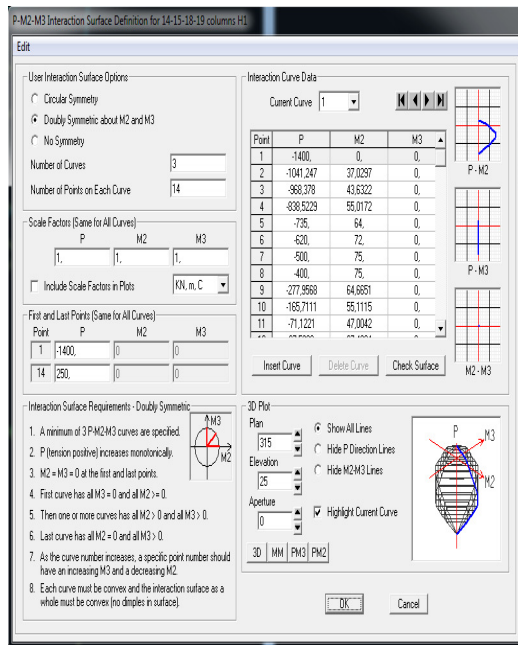 P-M2-M3 Interaction Surface Definition for 14-15-18-19 columns H1
Edit
User Interaction Surface Options
Circular Symmetry
Doubly Symmetric about M2 and M3
No Symmetry
Number of Curves 3
Number of Points on Each Curve 14
Scale Factors (Same for All Curves)
P M2 M3
1, 1, 1,
Include Scale Factors in Plots KN, m, C
First and Last Points (Same for All Curves)
Point P M2 M3
1 -1400, 0 0
14 250, 0 0
Interaction Surface Requirements - Doubly Symmetric
1. A minimum of 3 P-M2-M3 curves are specified.
2. P (tension positive) increases monotonically.
3. M2 = M3 = 0 at the first and last points.
4. First curve has all M3 = 0 and all M2 >= 0.
5. Then one or more curves has all M2 > 0 and all M3 > 0.
6. Last curve has all M2 = 0 and all M3 > 0.
7. As the curve number increases, a specific point number should
have an increasing M3 and a decreasing M2.
8. Each curve must be convex and the interaction surface as a
whole must be convex (no dimples in surface).
M3
M2
Interaction Curve Data
Current Curve 1
Point P M2 M3
1 -1400, 0, 0,
2 -1041,247 37,0297 0,
3 -968,378 43,6322 0,
4 -838,5229 55,0172 0,
5 -735, 64, 0,
6 -620, 72, 0,
7 -500, 75, 0,
8 -400, 75, 0,
9 -277,9568 64,6651 0,
10 -165,7111 55,1115 0,
11 -71,1221 47,0042 0,
Insert Curve Delete Curve Check Surface
P - M2
P - M3
M2 - M3
3D Plot
Plan
315
Elevation
25
Aperture
0
Show All Lines
Hide P Direction Lines
Hide M2-M3 Lines
Highlight Current Curve
3D MM PM3 PM2
P
M3
M2
OK Cancel